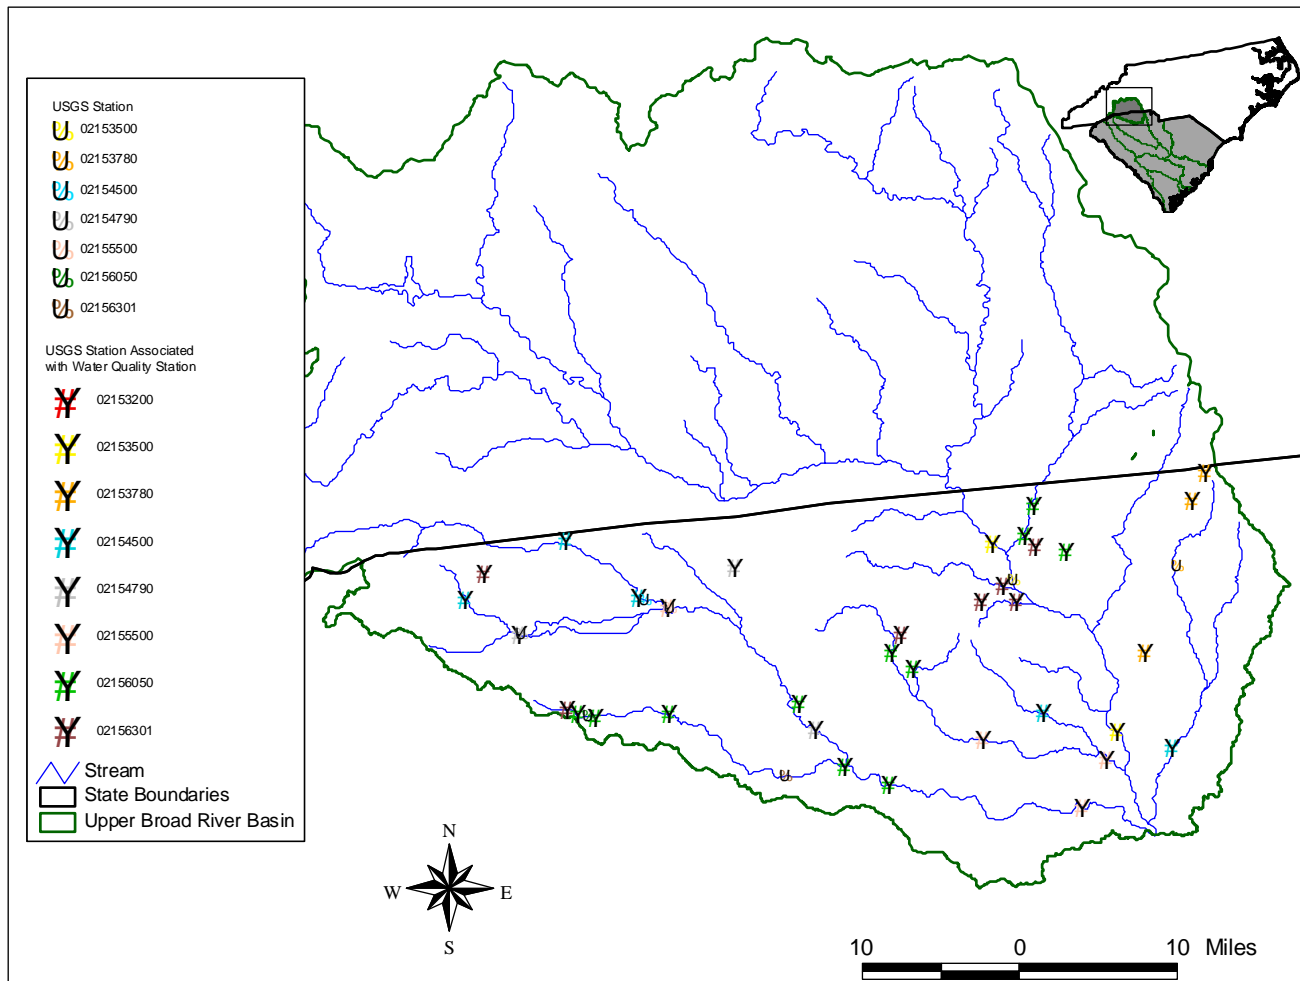 USGS Station
02153500
02153780
02154500
02154790
02155500
02156050
02156301
USGS Station Associated
with Water Quality Station
02153200
02153500
02153780
02154500
02154790
02155500
02156050
02156301
Stream
State Boundaries
Upper Broad River Basin
N
W E
S
10 0 10 Miles